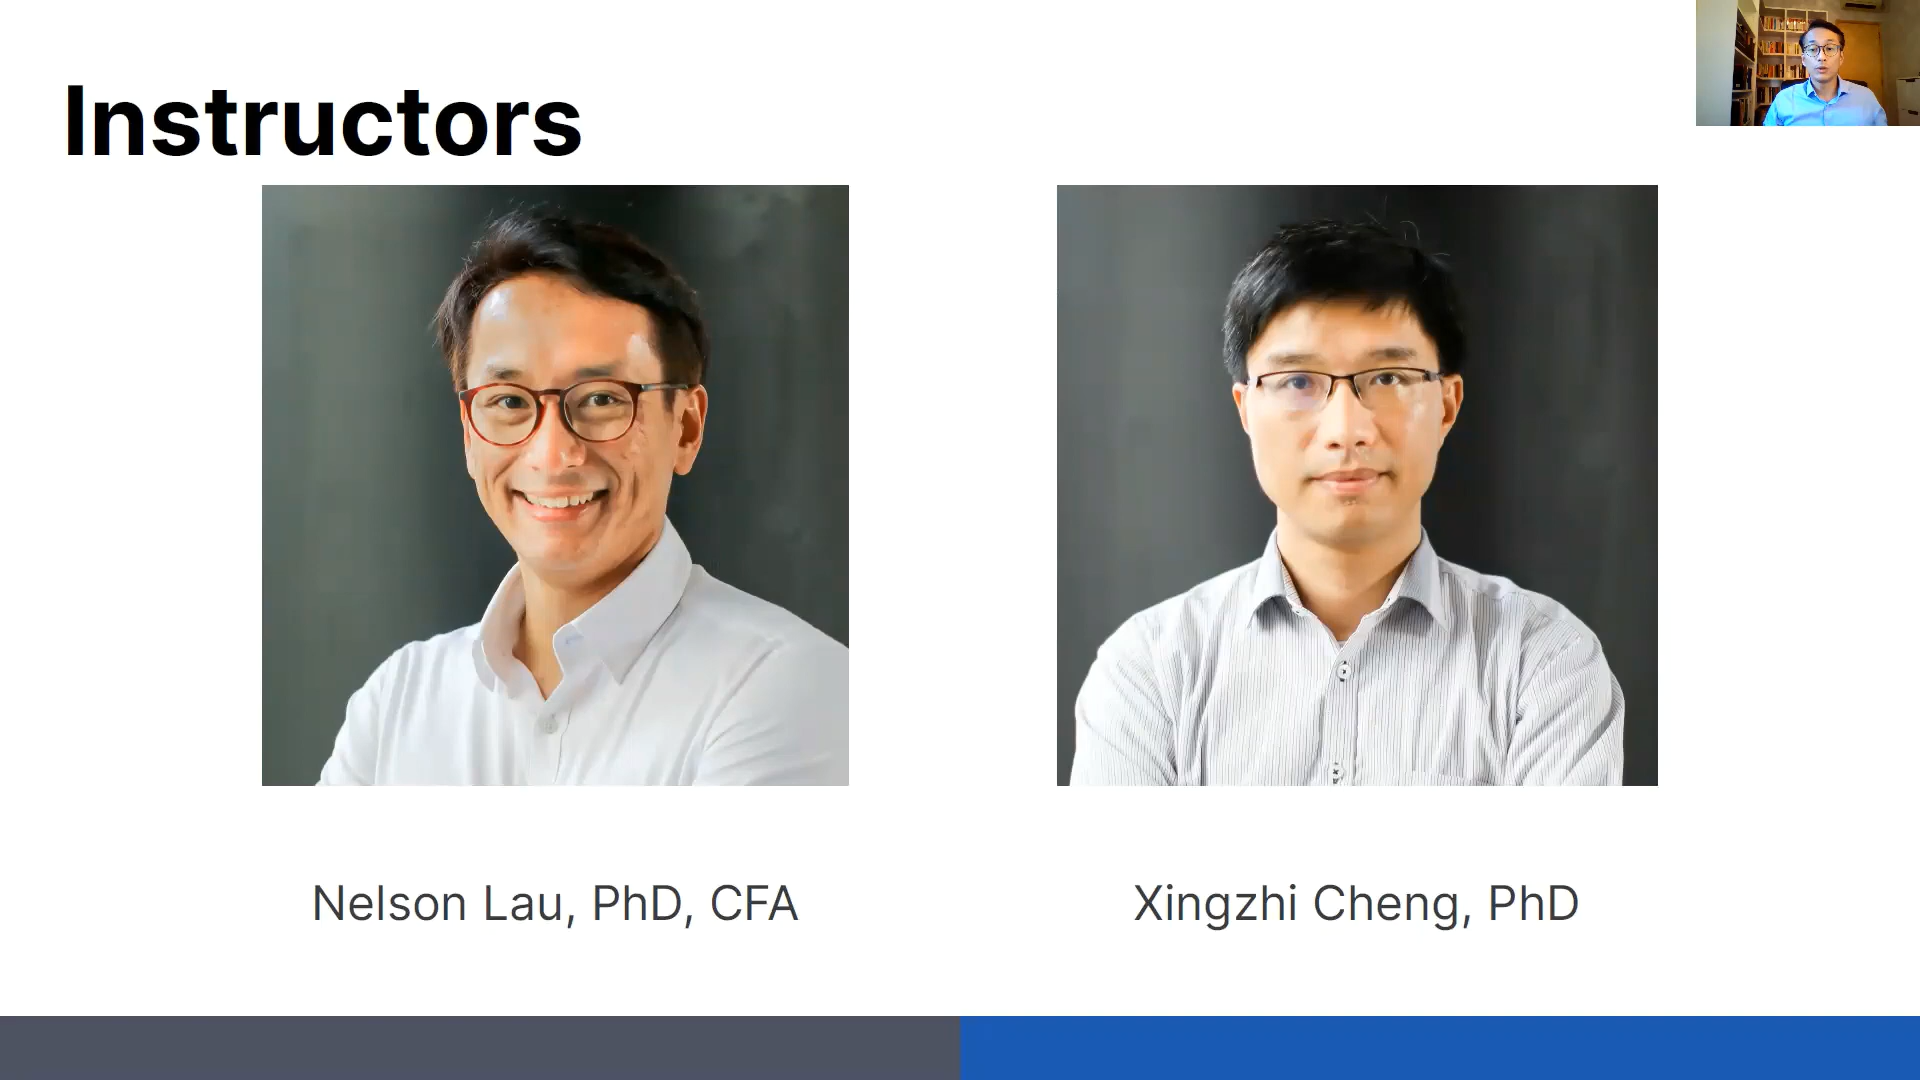 Instructors
Nelson Lau, PhD, CFA
Xingzhi Cheng, PhD